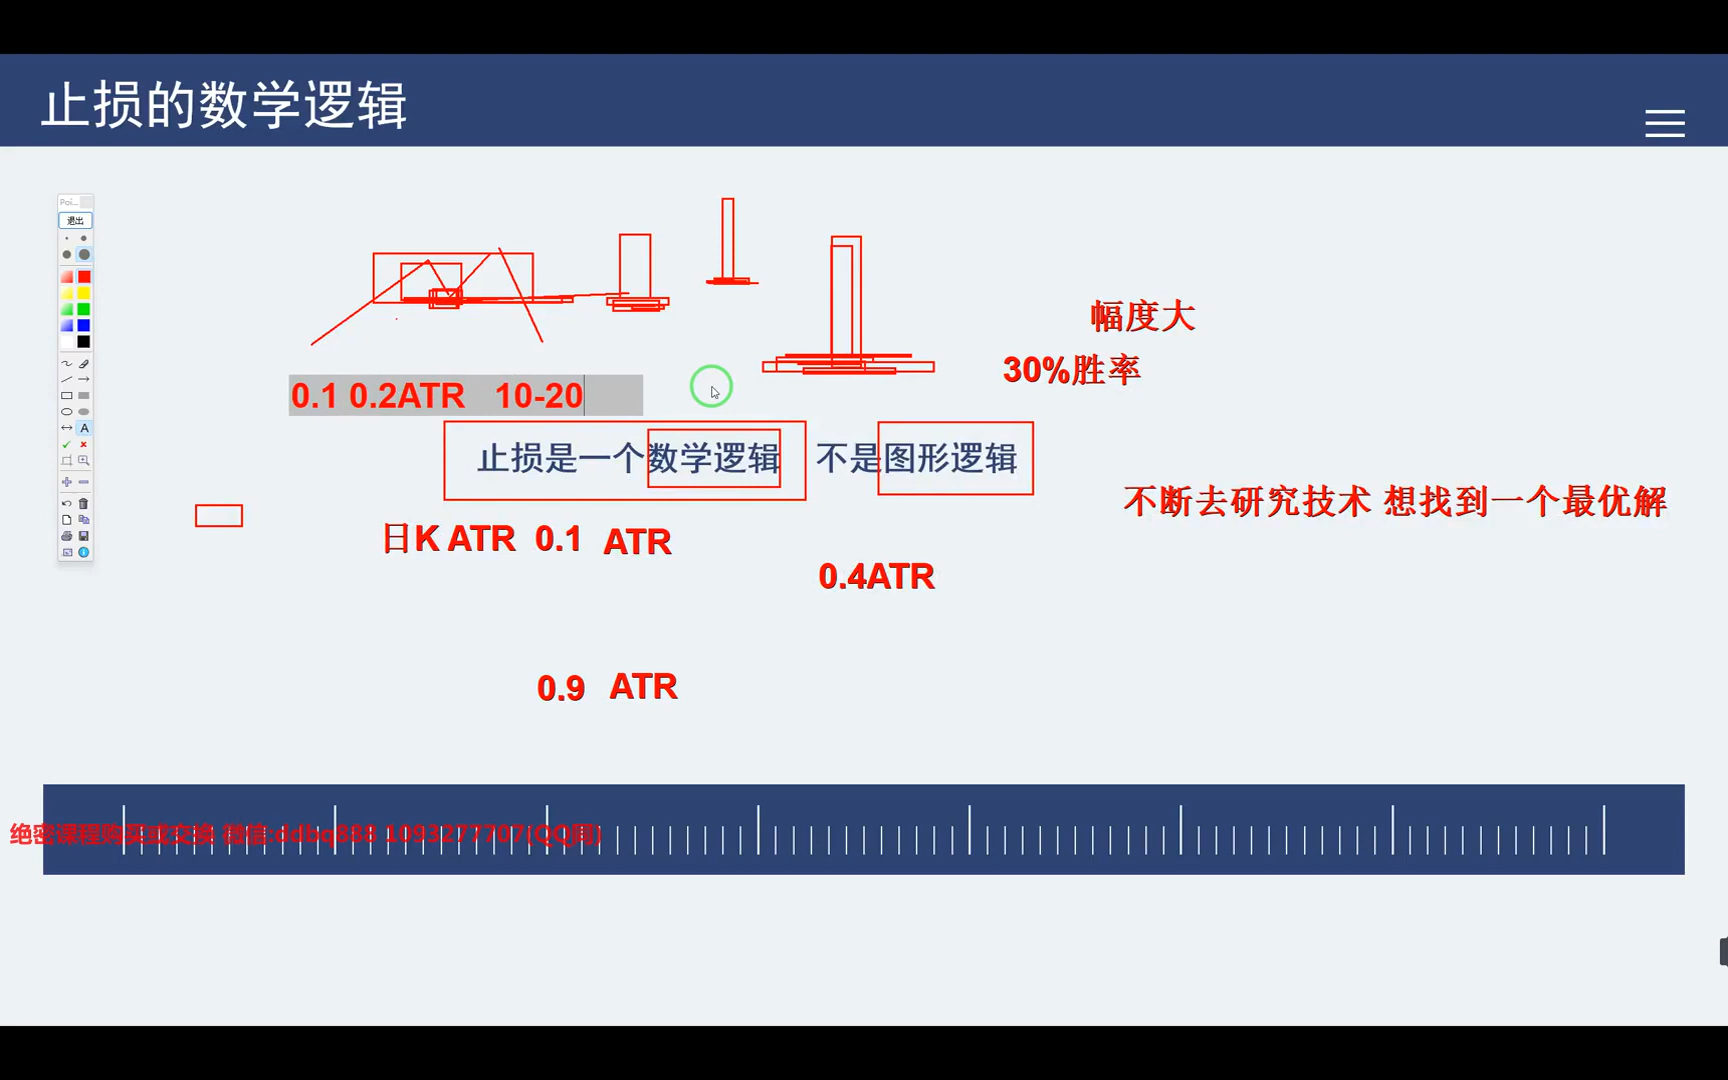 止损的数学逻辑
Poi...
退出
A
幅度大
30%胜率
0.1 0.2ATR 10-20
止损是一个数学逻辑 不是图形逻辑
不断去研究技术 想找到一个最优解
日K ATR 0.1 ATR
0.4ATR
0.9 ATR
绝密课程购买或交换 微信:ddbq888 1093277707(QQ同)